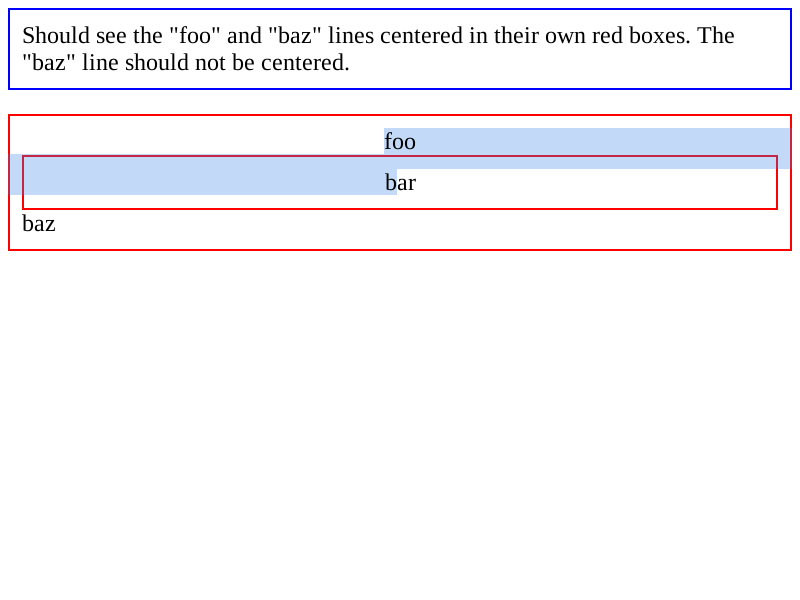 Should see the "foo" and "baz" lines centered in their own red boxes. The
"baz" line should not be centered.
foo
bar
baz